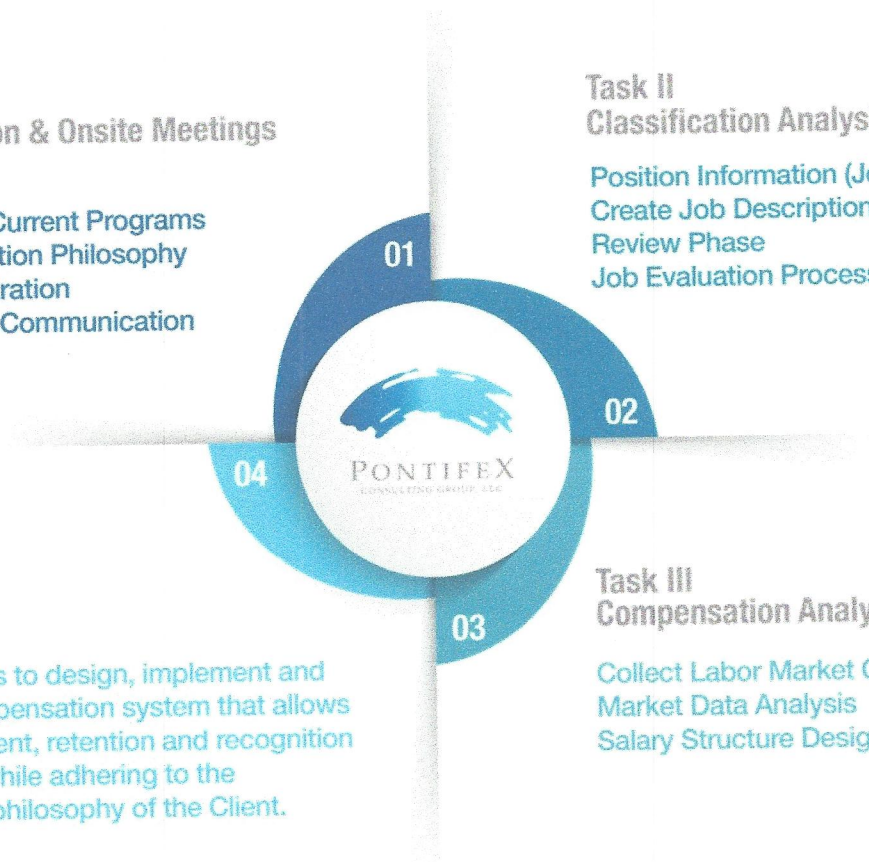 on & Onsite Meetings
Current Programs
tion Philosophy
ration
Communication
01
Task II
Classification Analys
Position Information (Jo
Create Job Description
Review Phase
Job Evaluation Process
02
PONTIFEX
CONSULTING GROUP, LLC
04
s to design, implement and
pensation system that allows
ent, retention and recognition
hile adhering to the
philosophy of the Client.
03
Task III
Compensation Analy
Collect Labor Market
Market Data Analysis
Salary Structure Desig